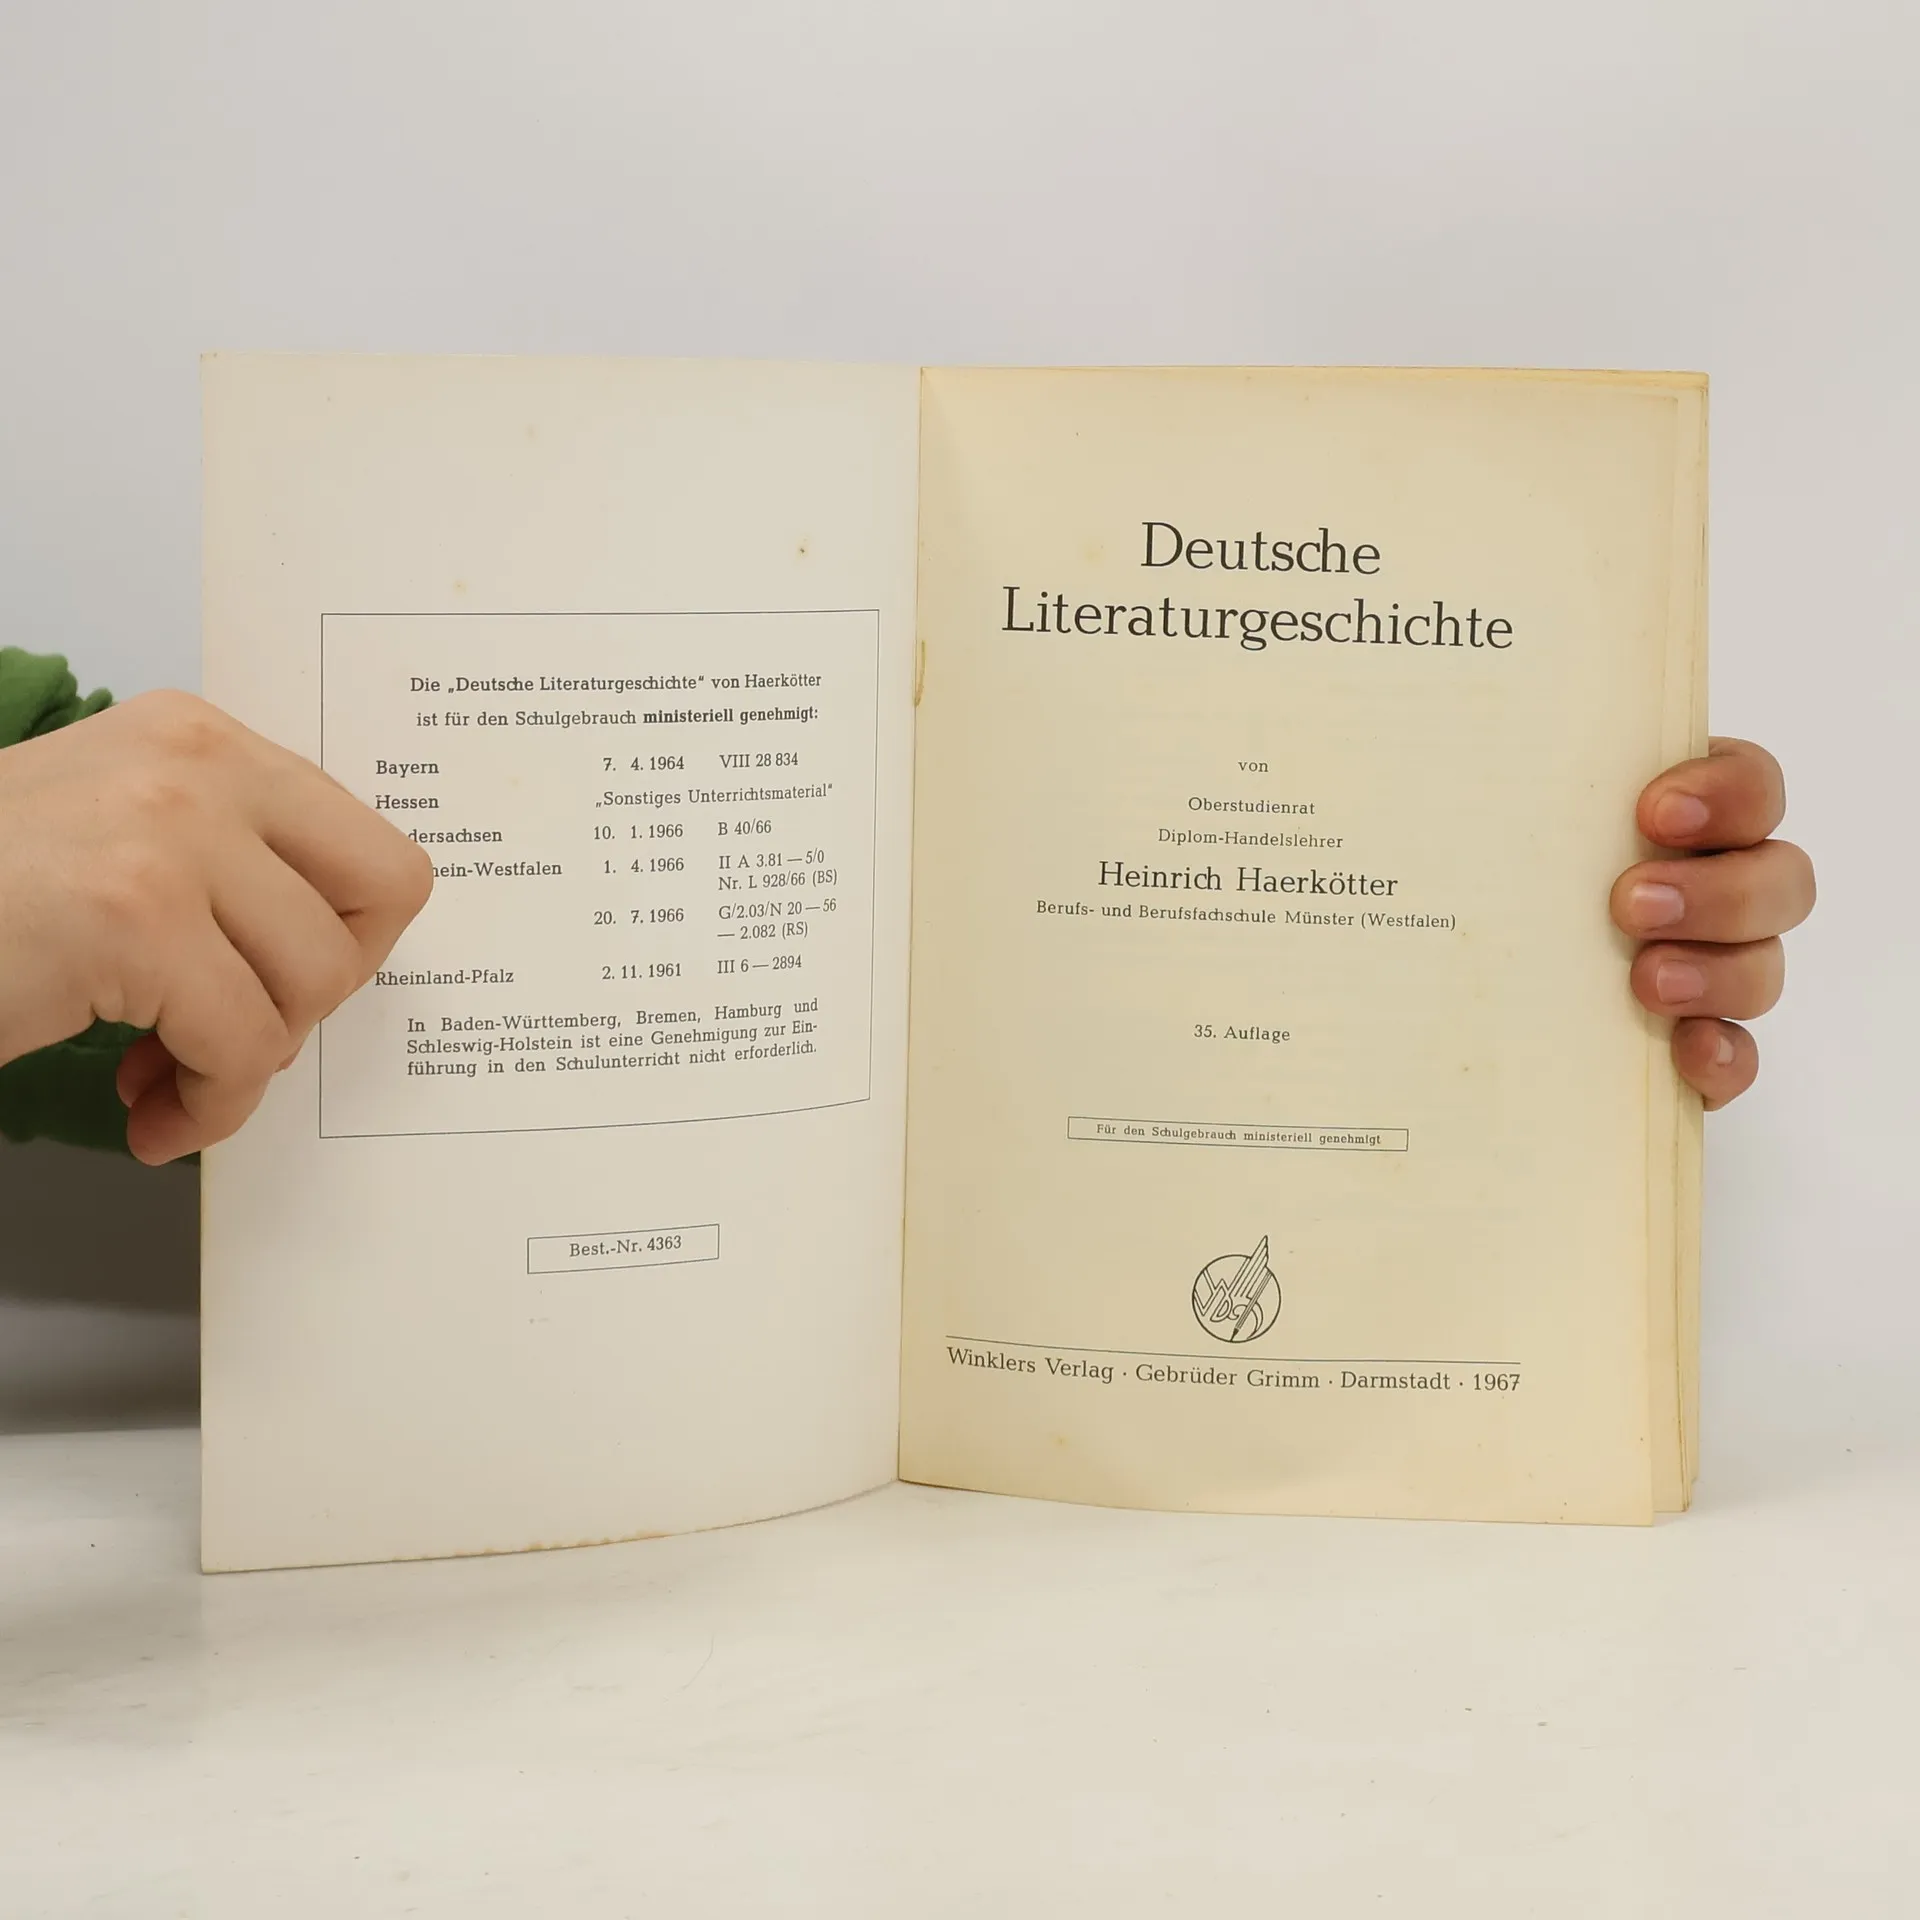 Die „Deutsche Literaturgeschichte“ von Haerkötter
ist für den Schulgebrauch ministeriell genehmigt:
Bayern 7. 4. 1964 VIII 28 834
Hessen „Sonstiges Unterrichtsmaterial“
dersachsen 10. 1. 1966 B 40/66
hein-Westfalen 1. 4. 1966 II A 3.81 — 5/0
Nr. L 928/66 (BS)
20. 7. 1966 G/2.03/N 20 — 56
— 2.082 (RS)
Rheinland-Pfalz 2. 11. 1961 III 6 — 2894
In Baden-Württemberg, Bremen, Hamburg und
Schleswig-Holstein ist eine Genehmigung zur Ein-
führung in den Schulunterricht nicht erforderlich.
Best.-Nr. 4363
Deutsche
Literaturgeschichte
von
Oberstudienrat
Diplom-Handelslehrer
Heinrich Haerkötter
Berufs- und Berufsfachschule Münster (Westfalen)
35. Auflage
Für den Schulgebrauch ministeriell genehmigt
Winklers Verlag · Gebrüder Grimm · Darmstadt · 1967